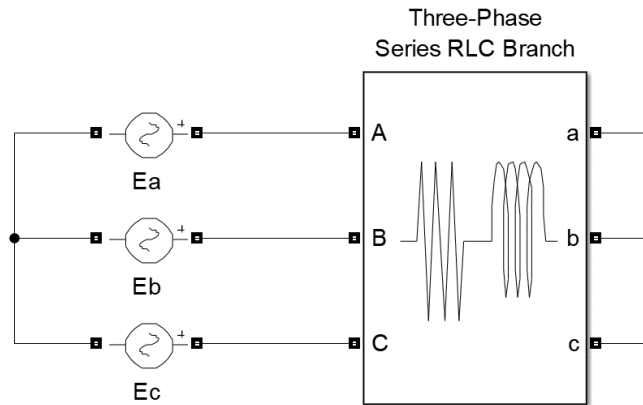 Three-Phase
Series RLC Branch
+
Ea
A
a
+
Eb
B
b
+
Ec
C
c